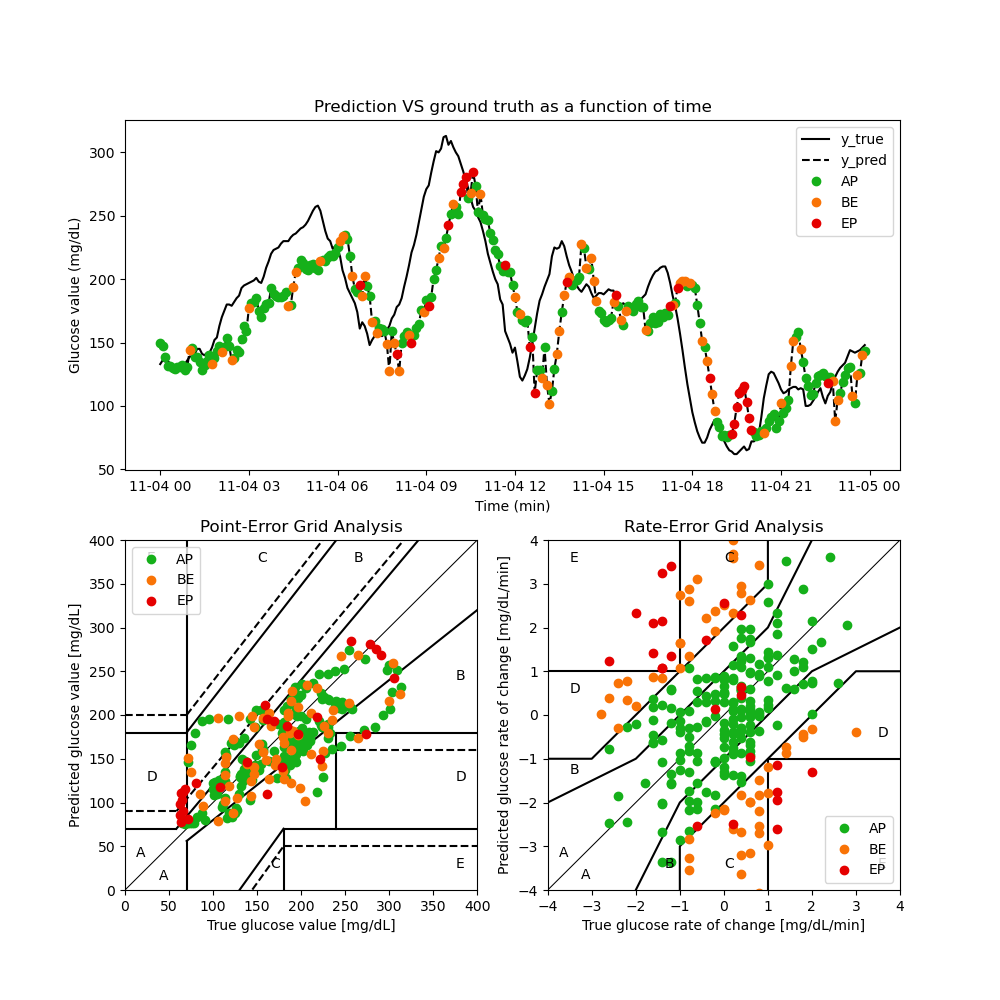 Prediction VS ground truth as a function of time
Glucose value (mg/dL)
300
250
200
150
100
50
y_true
y_pred
AP
BE
EP
11-04 00 11-04 03 11-04 06 11-04 09 11-04 12 11-04 15 11-04 18 11-04 21 11-05 00
Time (min)
Point-Error Grid Analysis
Predicted glucose value [mg/dL]
400
350
300
250
200
150
100
50
0
AP
BE
EP
C
B
B
D
D
A
A
C
E
0 50 100 150 200 250 300 350 400
True glucose value [mg/dL]
Rate-Error Grid Analysis
Predicted glucose rate of change [mg/dL/min]
4
3
2
1
0
−1
−2
−3
−4
E
C
D
D
B
A
A
B
C
AP
BE
EP
−4 −3 −2 −1 0 1 2 3 4
True glucose rate of change [mg/dL/min]